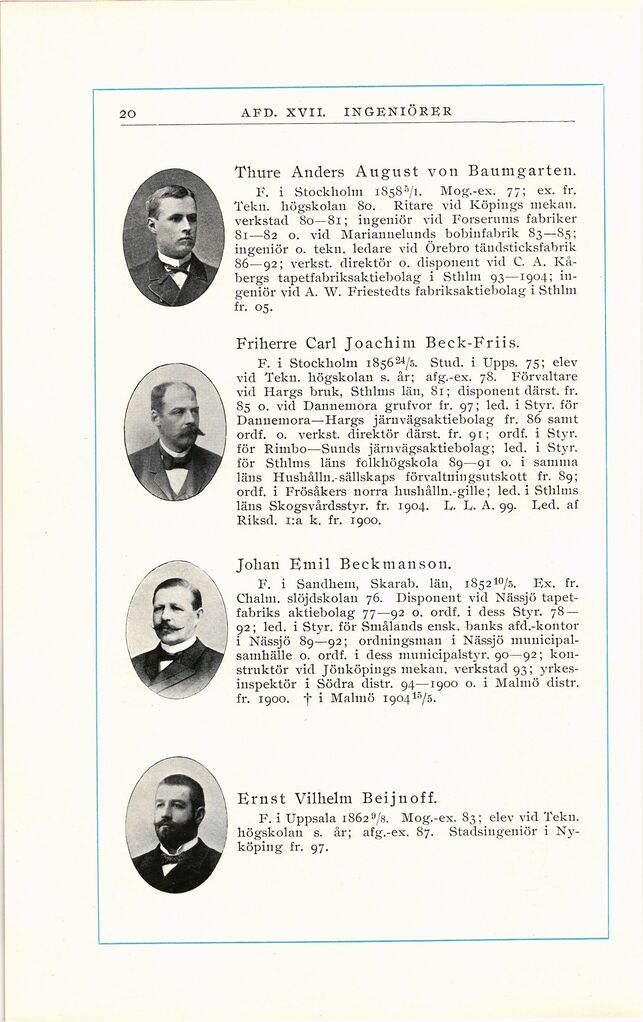 20
AFD. XVII. INGENIÖRER
Thure Anders August von Baumgarten.
F. i Stockholm 1858⁵/1. Mog.-ex. 77; ex. fr.
Tekn. högskolan 80. Ritare vid Köpings mekan.
verkstad 80—81; ingeniör vid Forserums fabriker
81—82 o. vid Mariannelunds bobinfabrik 83—85;
ingeniör o. tekn. ledare vid Örebro tändsticksfabrik
86—92; verkst. direktör o. disponent vid C. A. Kå-
bergs tapetfabriksaktiebolag i Sthlm 93—1904; in-
geniör vid A. W. Friestedts fabriksaktiebolag i Sthlm
fr. 05.
Friherre Carl Joachim Beck-Friis.
F. i Stockholm 1856²⁴/5. Stud. i Upps. 75; elev
vid Tekn. högskolan s. år; afg.-ex. 78. Förvaltare
vid Hargs bruk, Sthlms län, 81; disponent därst. fr.
85 o. vid Dannemora grufvor fr. 97; led. i Styr. för
Dannemora—Hargs järnvägsaktiebolag fr. 86 samt
ordf. o. verkst. direktör därst. fr. 91; ordf. i Styr.
för Rimbo—Sunds järnvägsaktiebolag; led. i Styr.
för Sthlms läns folkhögskola 89—91 o. i samma
läns Hushålln.-sällskaps förvaltningsutskott fr. 89;
ordf. i Frösåkers norra hushålln.-gille; led. i Sthlms
läns Skogsvårdsstyr. fr. 1904. L. L. A. 99. Led. af
Riksd. 1:a k. fr. 1900.
Johan Emil Beckmanson.
F. i Sandhem, Skarab. län, 1852¹⁰/5. Ex. fr.
Chalm. slöjdskolan 76. Disponent vid Nässjö tapet-
fabriks aktiebolag 77—92 o. ordf. i dess Styr. 78—
92; led. i Styr. för Smålands ensk. banks afd.-kontor
i Nässjö 89—92; ordningsman i Nässjö municipal-
samhälle o. ordf. i dess municipalstyr. 90—92; kon-
struktör vid Jönköpings mekan. verkstad 93; yrkes-
inspektör i Södra distr. 94—1900 o. i Malmö distr.
fr. 1900. † i Malmö 1904¹⁵/5.
Ernst Vilhelm Beijnoff.
F. i Uppsala 1862⁹/8. Mog.-ex. 83; elev vid Tekn.
högskolan s. år; afg.-ex. 87. Stadsingeniör i Ny-
köping fr. 97.